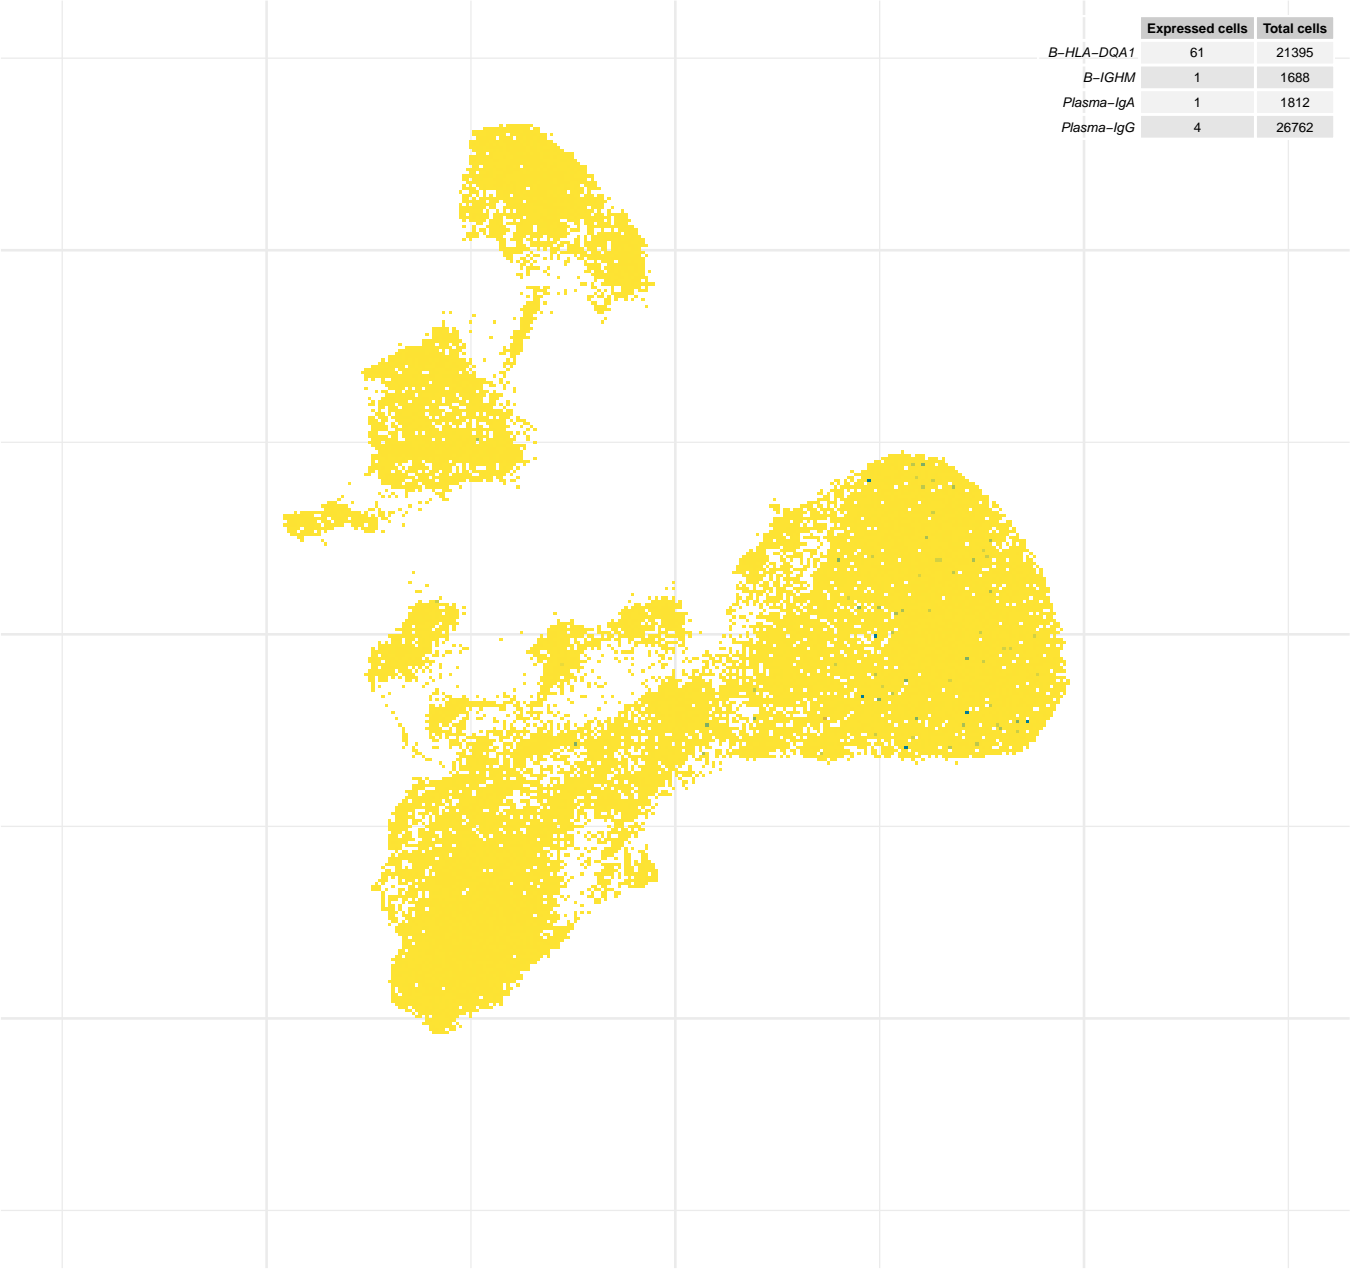 Expressed cells Total cells
B−HLA−DQA1 61 21395
B−IGHM 1 1688
Plasma−IgA 1 1812
Plasma−IgG 4 26762